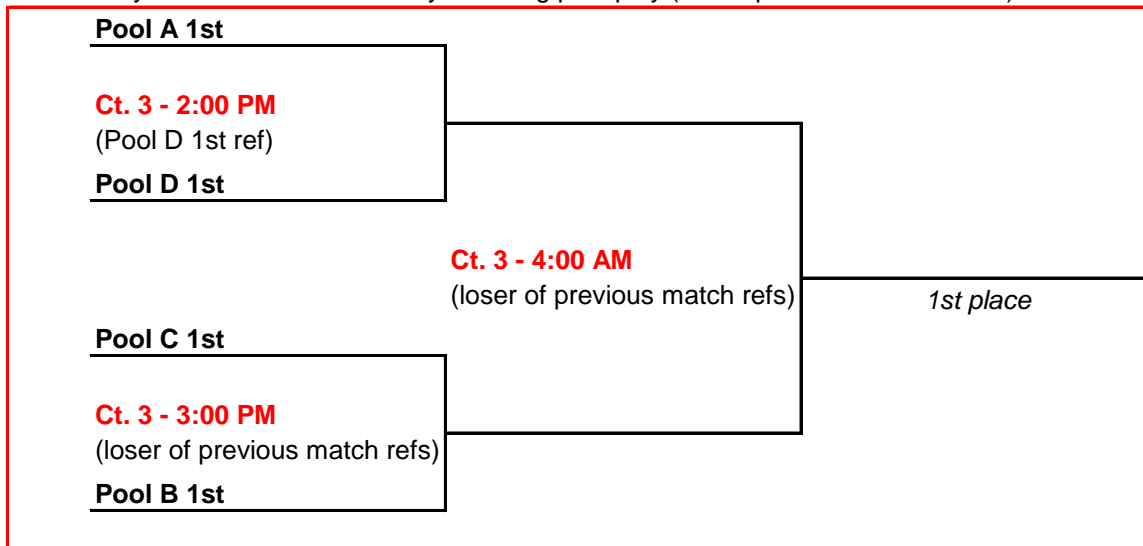 Pool A 1st
Ct. 3 - 2:00 PM
(Pool D 1st ref)
Pool D 1st
Ct. 3 - 4:00 AM
(loser of previous match refs)
1st place
Pool C 1st
Ct. 3 - 3:00 PM
(loser of previous match refs)
Pool B 1st